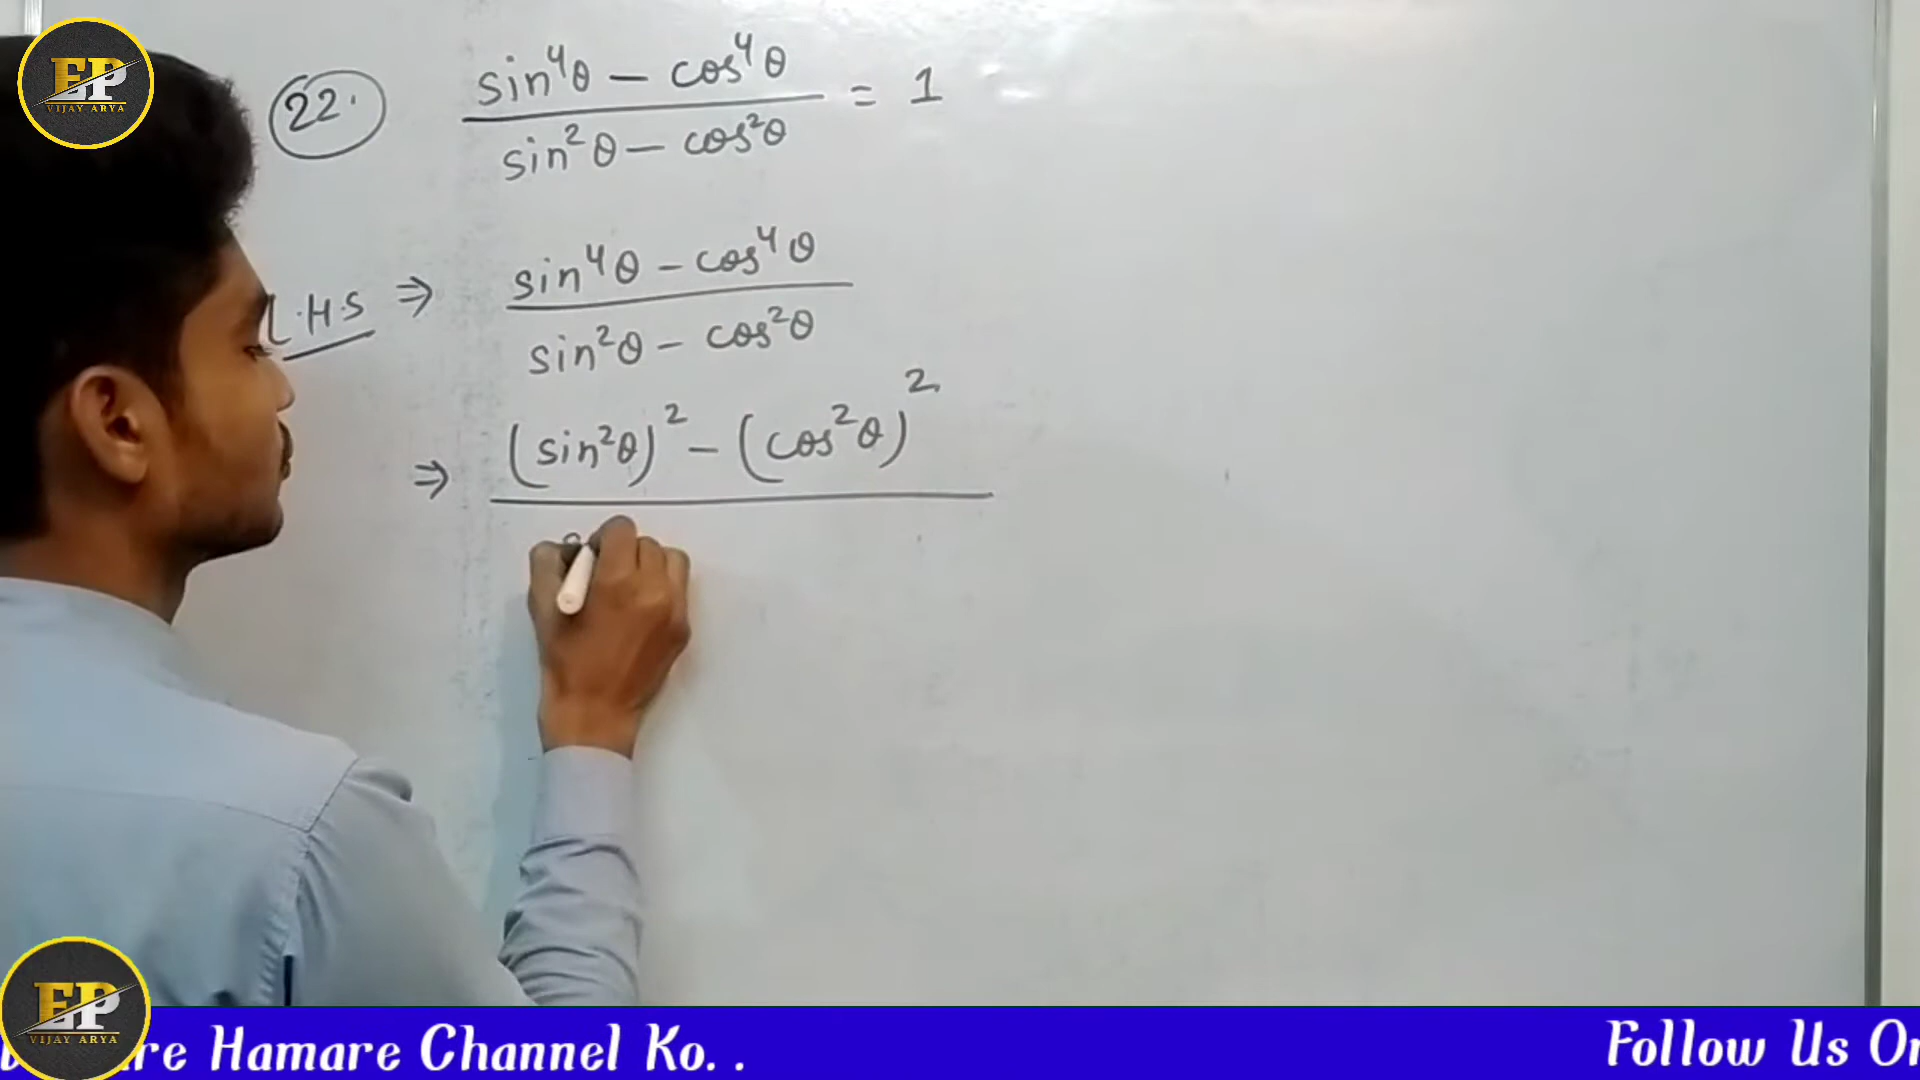 EP
VIJAY ARYA
22.
sin⁴θ − cos⁴θ
sin²θ − cos²θ
= 1
L.H.S ⇒
sin⁴θ − cos⁴θ
sin²θ − cos²θ
⇒ (sin²θ)² − (cos²θ)²
EP
VIJAY ARYA
re Hamare Channel Ko. .
Follow Us